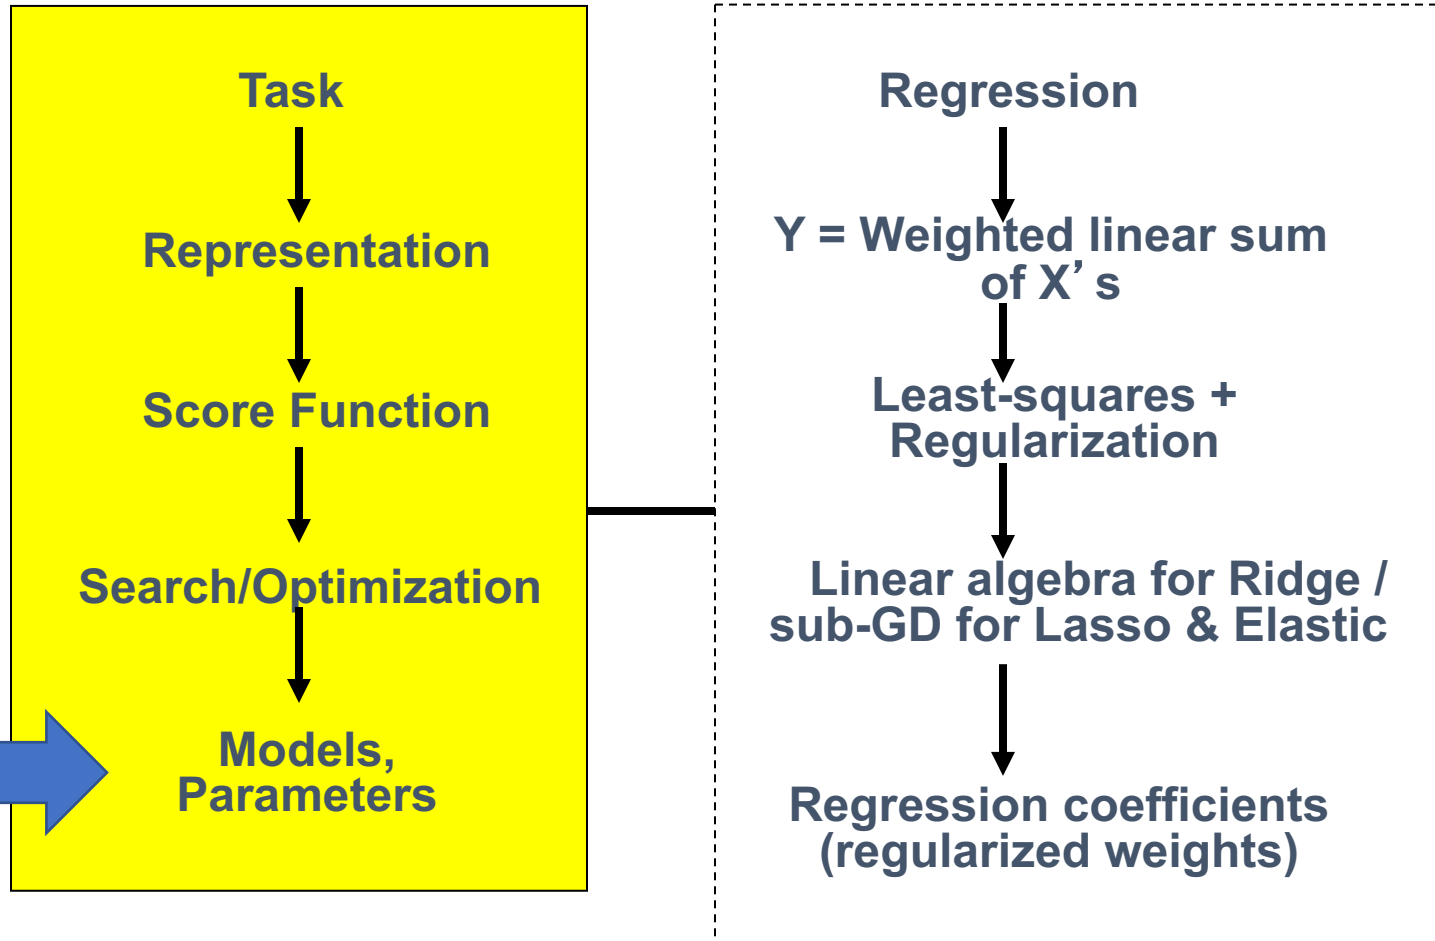 Task
Representation
Score Function
Search/Optimization
Models,
Parameters
Regression
Y = Weighted linear sum
of X’ s
Least-squares +
Regularization
Linear algebra for Ridge /
sub-GD for Lasso & Elastic
Regression coefficients
(regularized weights)